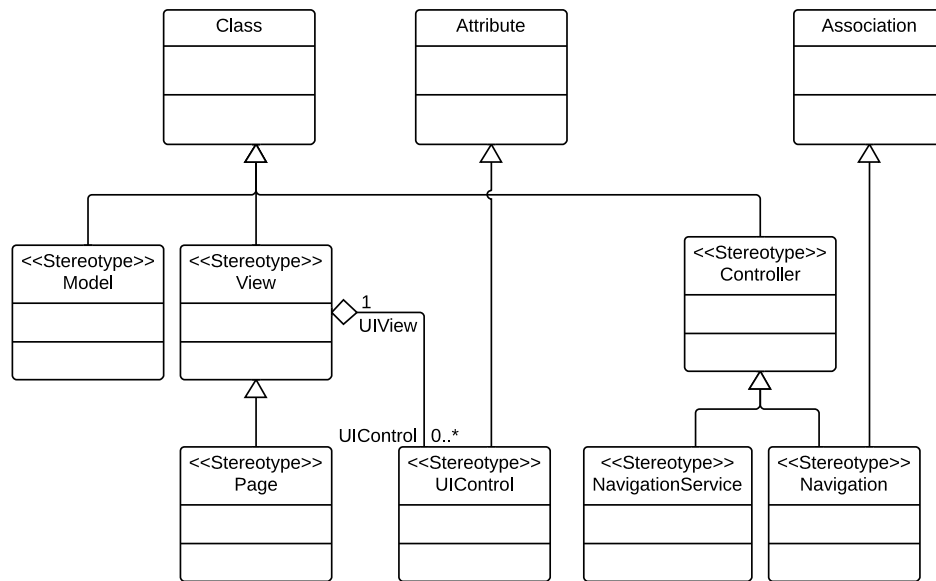 Class
Attribute
Association
<<Stereotype>>
Model
<<Stereotype>>
View
<<Stereotype>>
Controller
1
UIView
UIControl
0..*
<<Stereotype>>
Page
<<Stereotype>>
UIControl
<<Stereotype>>
NavigationService
<<Stereotype>>
Navigation